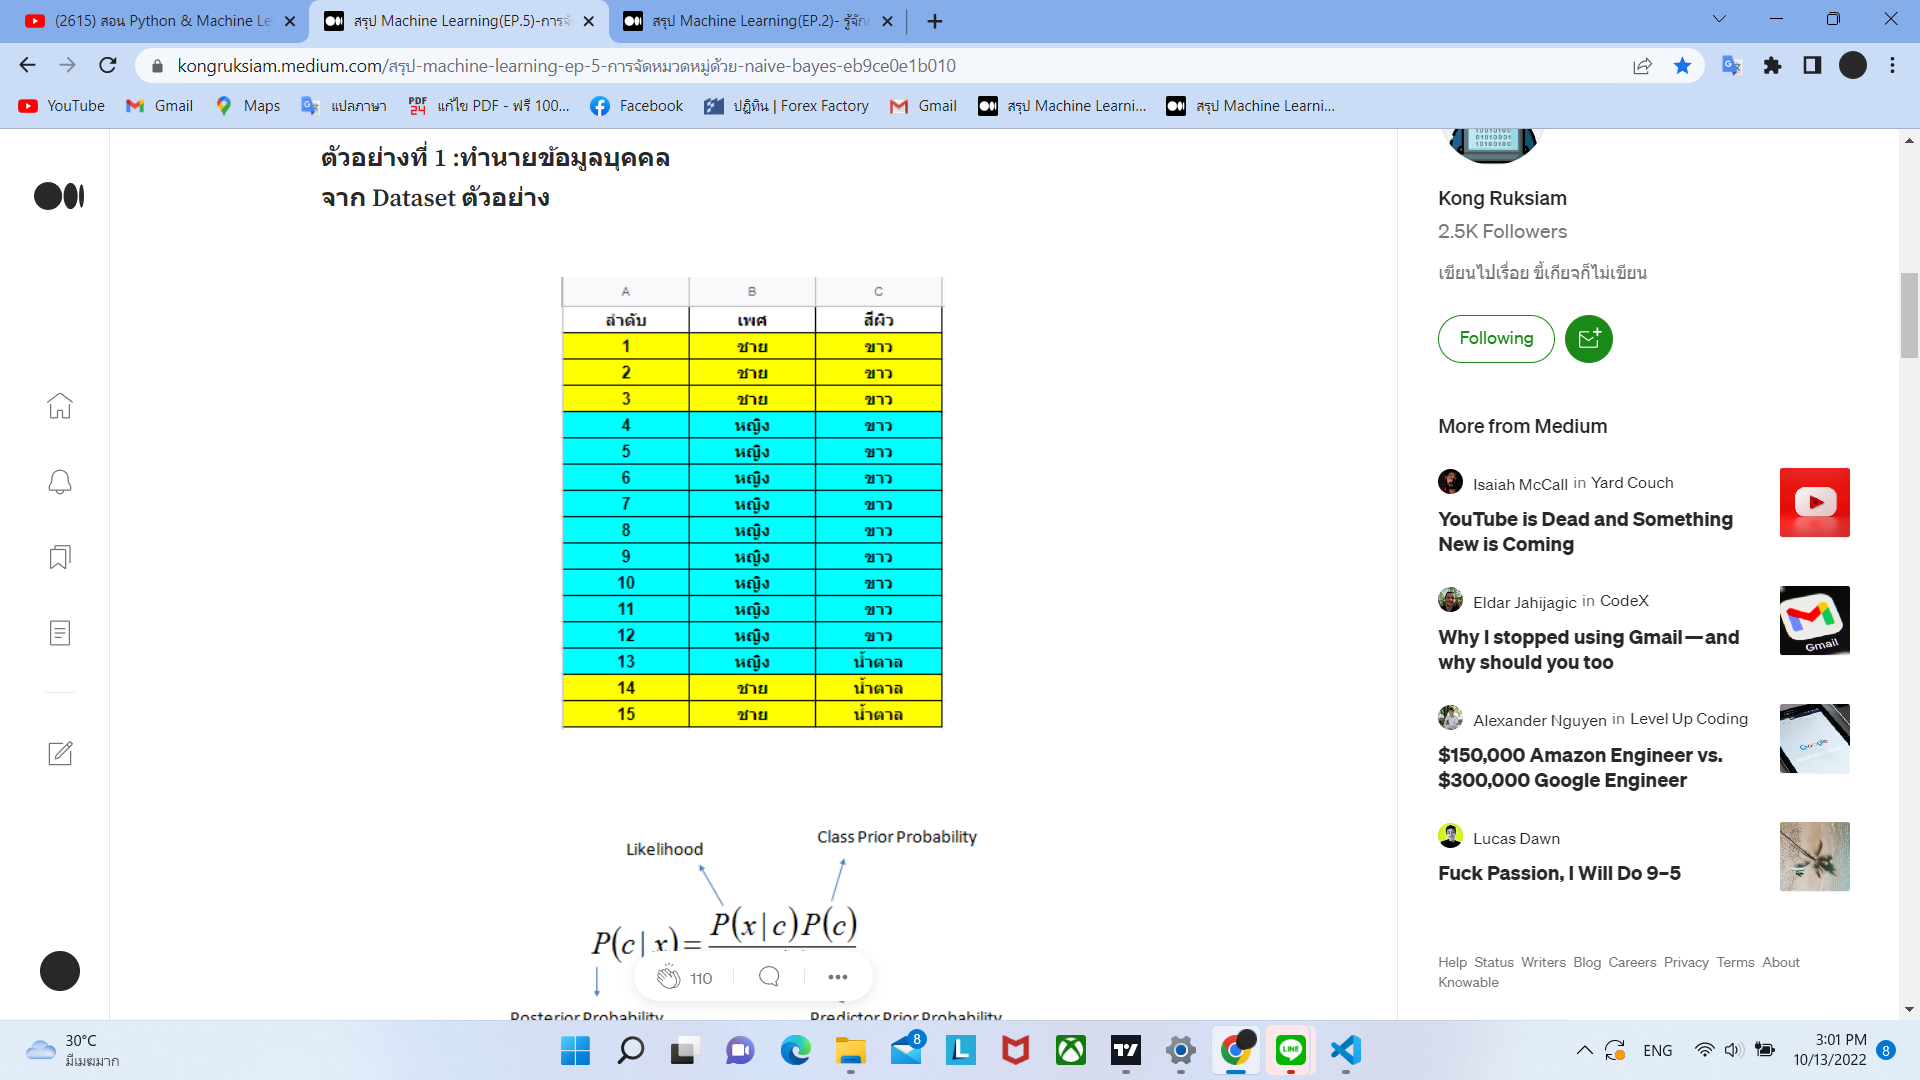 (2615) สอน Python & Machine Le
สรุป Machine Learning(EP.5)-การจั
สรุป Machine Learning(EP.2)- รู้จัก
kongruksiam.medium.com/สรุป-machine-learning-ep-5-การจัดหมวดหมู่ด้วย-naive-bayes-eb9ce0e1b010
YouTube Gmail Maps แปลภาษา แก้ไข PDF - ฟรี 100... Facebook ปฏิทิน | Forex Factory Gmail สรุป Machine Learni... สรุป Machine Learni...
ตัวอย่างที่ 1 :ทำนายข้อมูลบุคคล
จาก Dataset ตัวอย่าง
A B C
ลำดับ เพศ สีผิว
1 ชาย ขาว
2 ชาย ขาว
3 ชาย ขาว
4 หญิง ขาว
5 หญิง ขาว
6 หญิง ขาว
7 หญิง ขาว
8 หญิง ขาว
9 หญิง ขาว
10 หญิง ขาว
11 หญิง ขาว
12 หญิง ขาว
13 หญิง น้ำตาล
14 ชาย น้ำตาล
15 ชาย น้ำตาล
Likelihood
Class Prior Probability
P(c|x)=
P(x|c)P(c)
110
Posterior Probability
Predictor Prior Probability
Kong Ruksiam
2.5K Followers
เขียนไปเรื่อย ขี้เกียจก็ไม่เขียน
Following
More from Medium
Isaiah McCall in Yard Couch
YouTube is Dead and Something
New is Coming
Eldar Jahijagic in CodeX
Why I stopped using Gmail — and
why should you too
Gmail
Alexander Nguyen in Level Up Coding
$150,000 Amazon Engineer vs.
$300,000 Google Engineer
Google
Lucas Dawn
Fuck Passion, I Will Do 9–5
Help Status Writers Blog Careers Privacy Terms About
Knowable
30°C
มีเมฆมาก
8
LINE
ENG
3:01 PM
10/13/2022
8